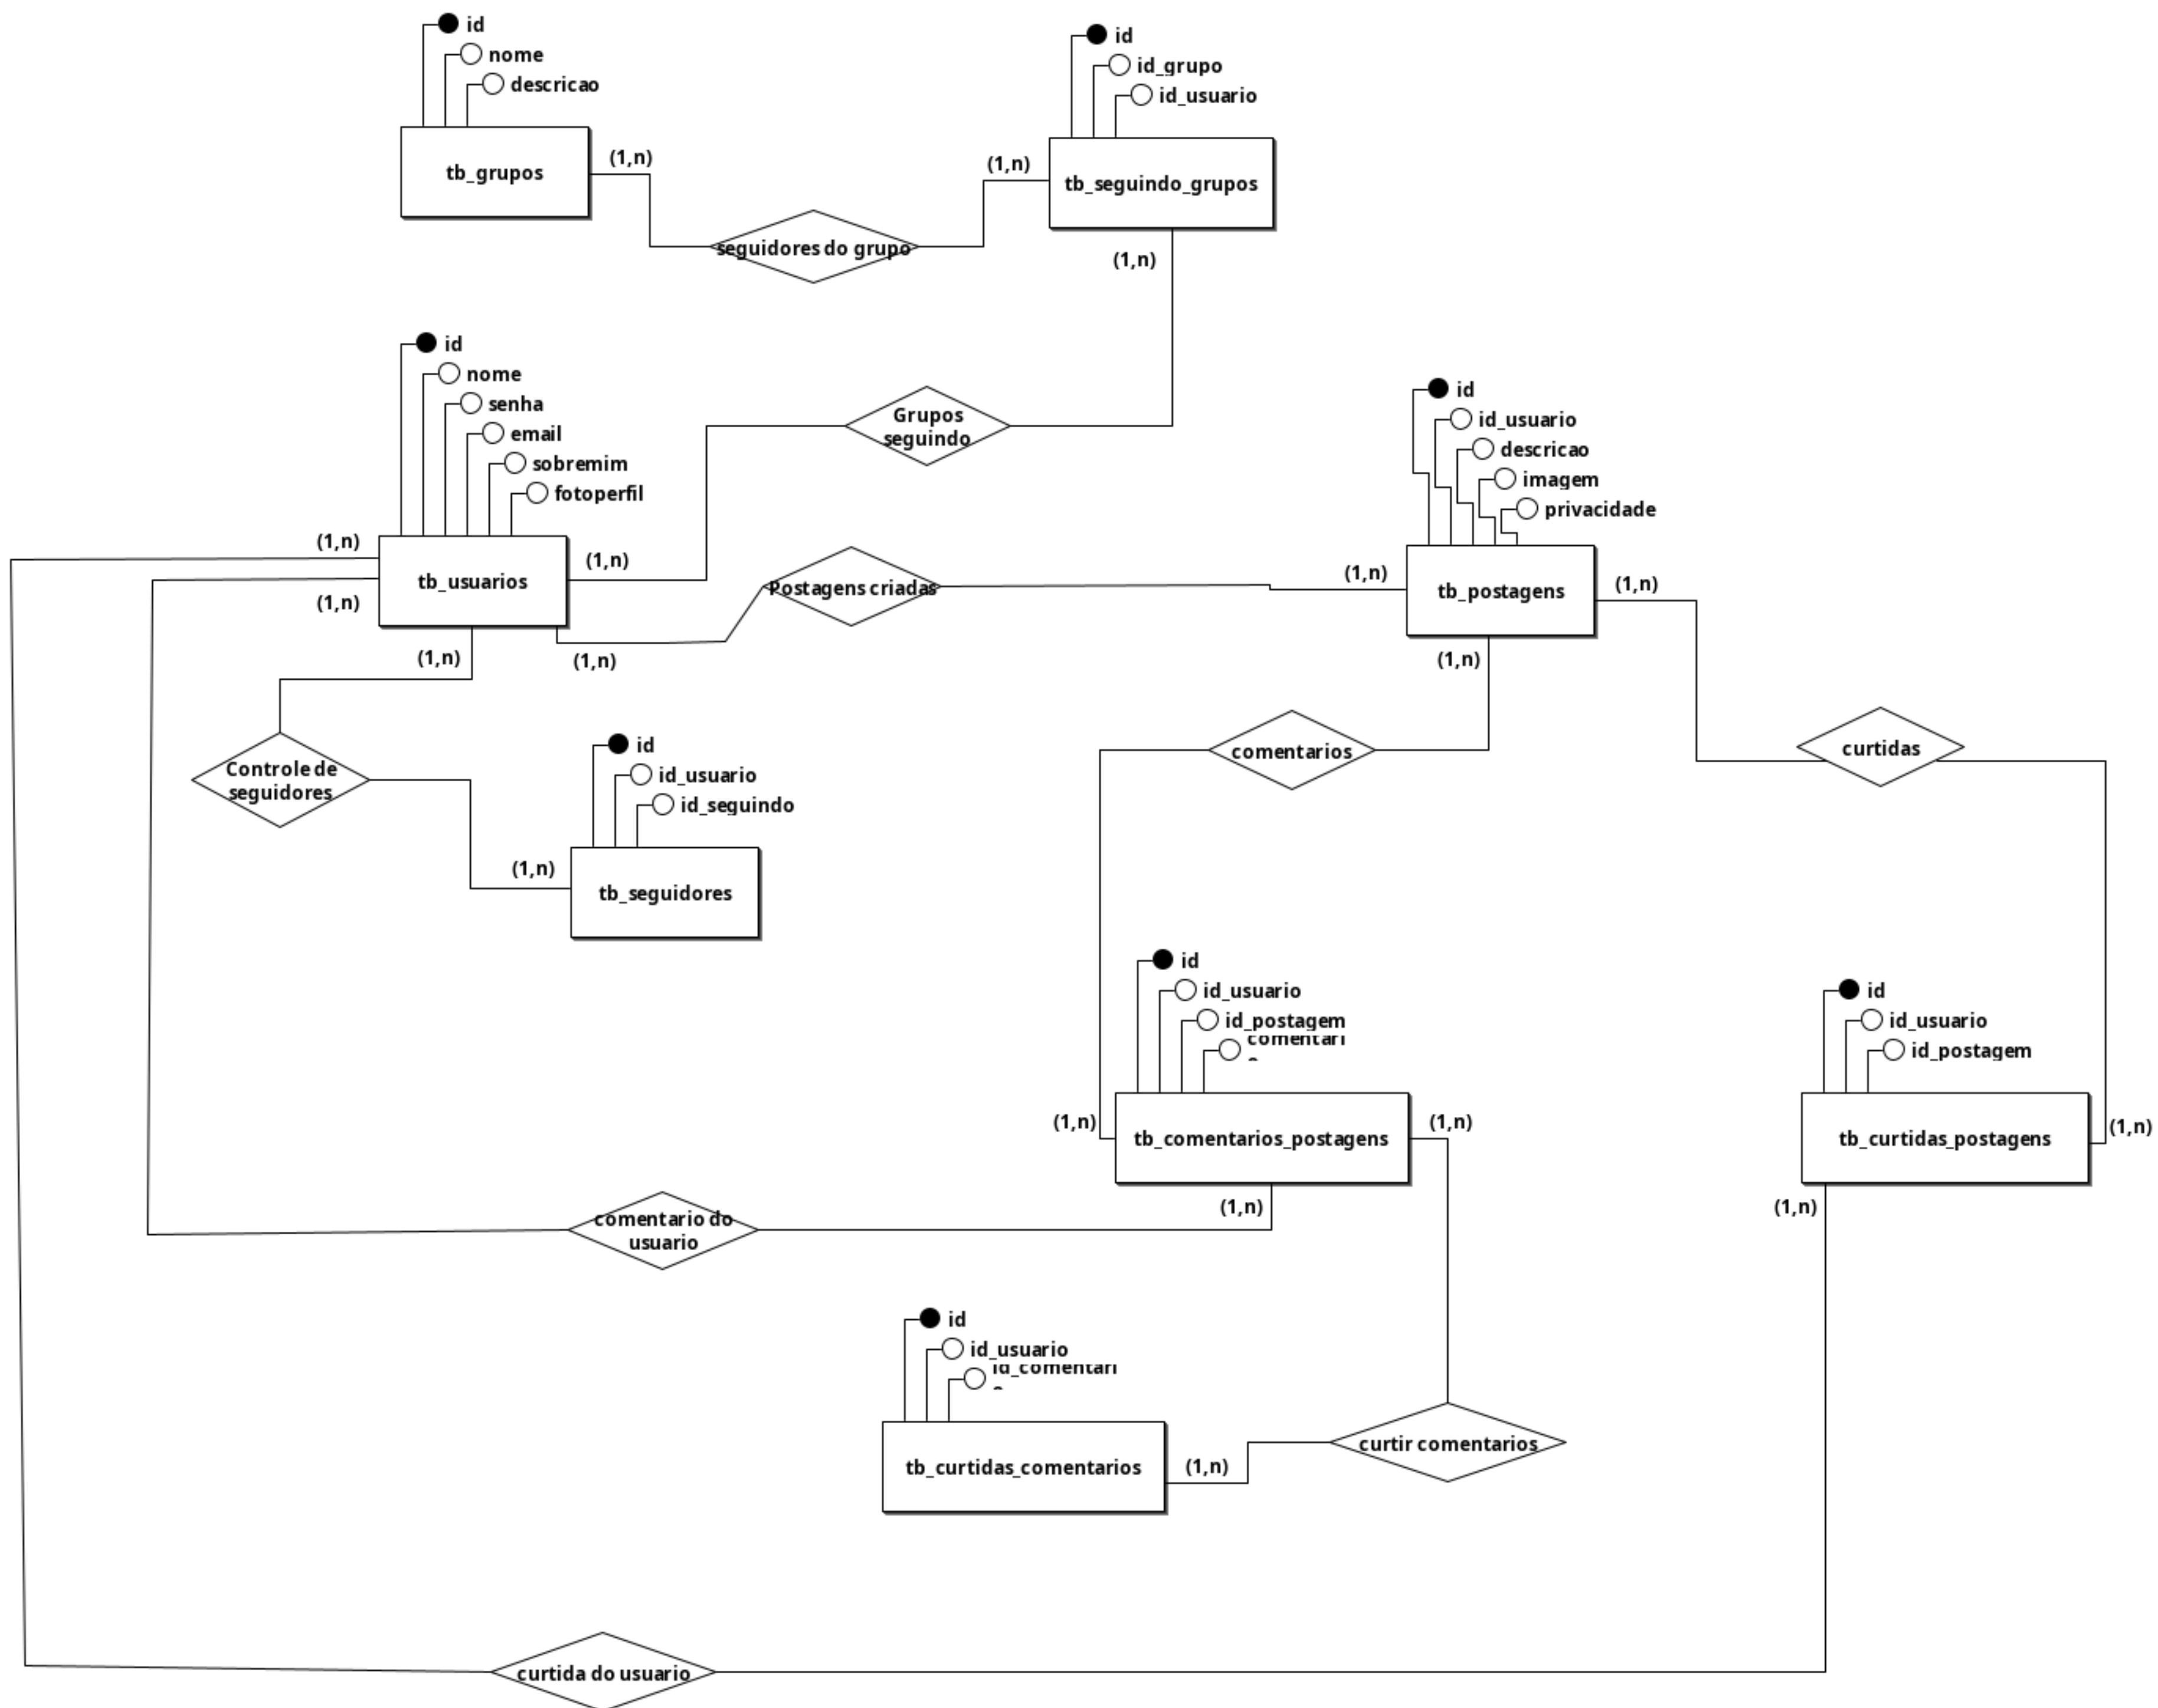 id
nome
descricao
tb_grupos
(1,n)
seguidores do grupo
(1,n)
id
id_grupo
id_usuario
tb_seguindo_grupos
(1,n)
id
nome
senha
email
sobremim
fotoperfil
tb_usuarios
(1,n)
(1,n)
(1,n)
(1,n)
(1,n)
Grupos
seguindo
Postagens criadas
id
id_usuario
descricao
imagem
privacidade
(1,n)
tb_postagens
(1,n)
(1,n)
Controle de
seguidores
id
id_usuario
id_seguindo
(1,n)
tb_seguidores
comentarios
curtidas
id
id_usuario
id_postagem
comentari
o
(1,n)
tb_comentarios_postagens
(1,n)
(1,n)
id
id_usuario
id_postagem
tb_curtidas_postagens
(1,n)
(1,n)
comentario do
usuario
id
id_usuario
id_comentari
o
tb_curtidas_comentarios
(1,n)
curtir comentarios
curtida do usuario